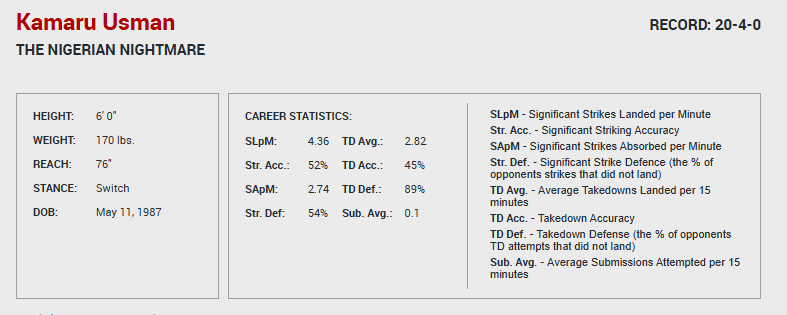 Kamaru Usman
RECORD: 20-4-0
THE NIGERIAN NIGHTMARE
HEIGHT: 6' 0"
WEIGHT: 170 lbs.
REACH: 76"
STANCE: Switch
DOB: May 11, 1987
CAREER STATISTICS:
SLpM: 4.36 TD Avg.: 2.82
Str. Acc.: 52% TD Acc.: 45%
SApM: 2.74 TD Def.: 89%
Str. Def: 54% Sub. Avg.: 0.1
SLpM - Significant Strikes Landed per Minute
Str. Acc. - Significant Striking Accuracy
SApM - Significant Strikes Absorbed per Minute
Str. Def. - Significant Strike Defence (the % of
opponents strikes that did not land)
TD Avg. - Average Takedowns Landed per 15
minutes
TD Acc. - Takedown Accuracy
TD Def. - Takedown Defense (the % of opponents
TD attempts that did not land)
Sub. Avg. - Average Submissions Attempted per 15
minutes